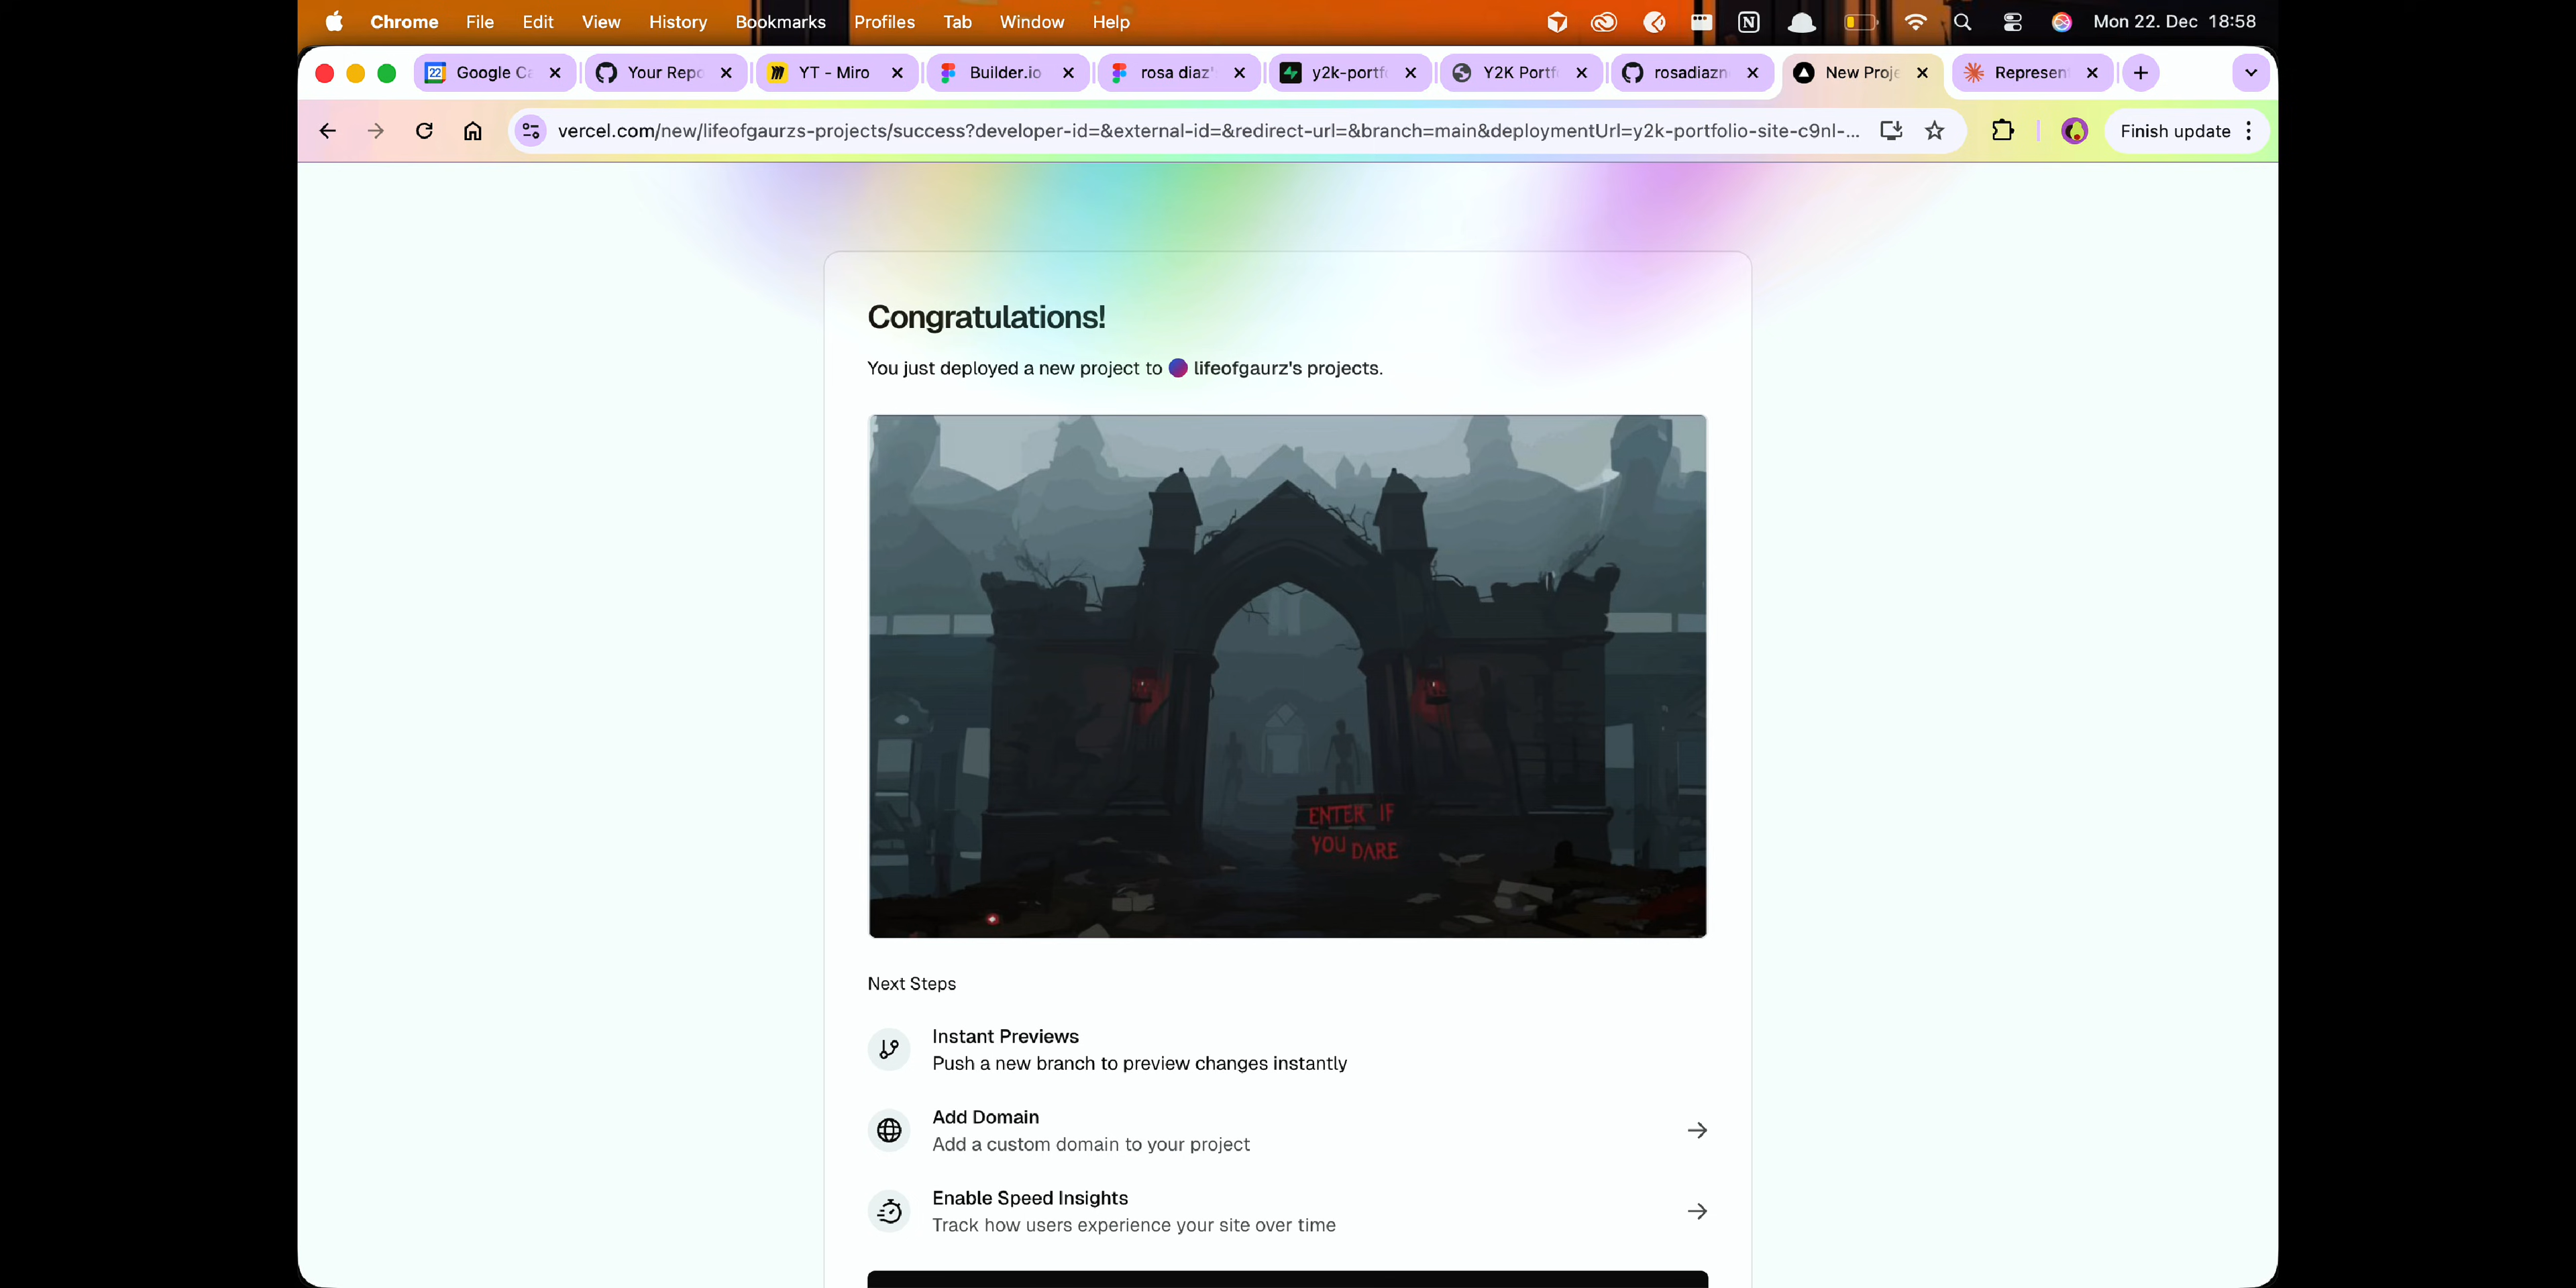 Chrome File Edit View History Bookmarks Profiles Tab Window Help Mon 22. Dec 18:58
22 Google Ca Your Repo YT - Miro Builder.io rosa diaz' y2k-portf Y2K Portf rosadiazn New Proje Represen
vercel.com/new/lifeofgaurzs-projects/success?developer-id=&external-id=&redirect-url=&branch=main&deploymentUrl=y2k-portfolio-site-c9nl-... Finish update
Congratulations!
You just deployed a new project to lifeofgaurz's projects.
ENTER IF
YOU DARE
Next Steps
Instant Previews
Push a new branch to preview changes instantly
Add Domain
Add a custom domain to your project
Enable Speed Insights
Track how users experience your site over time